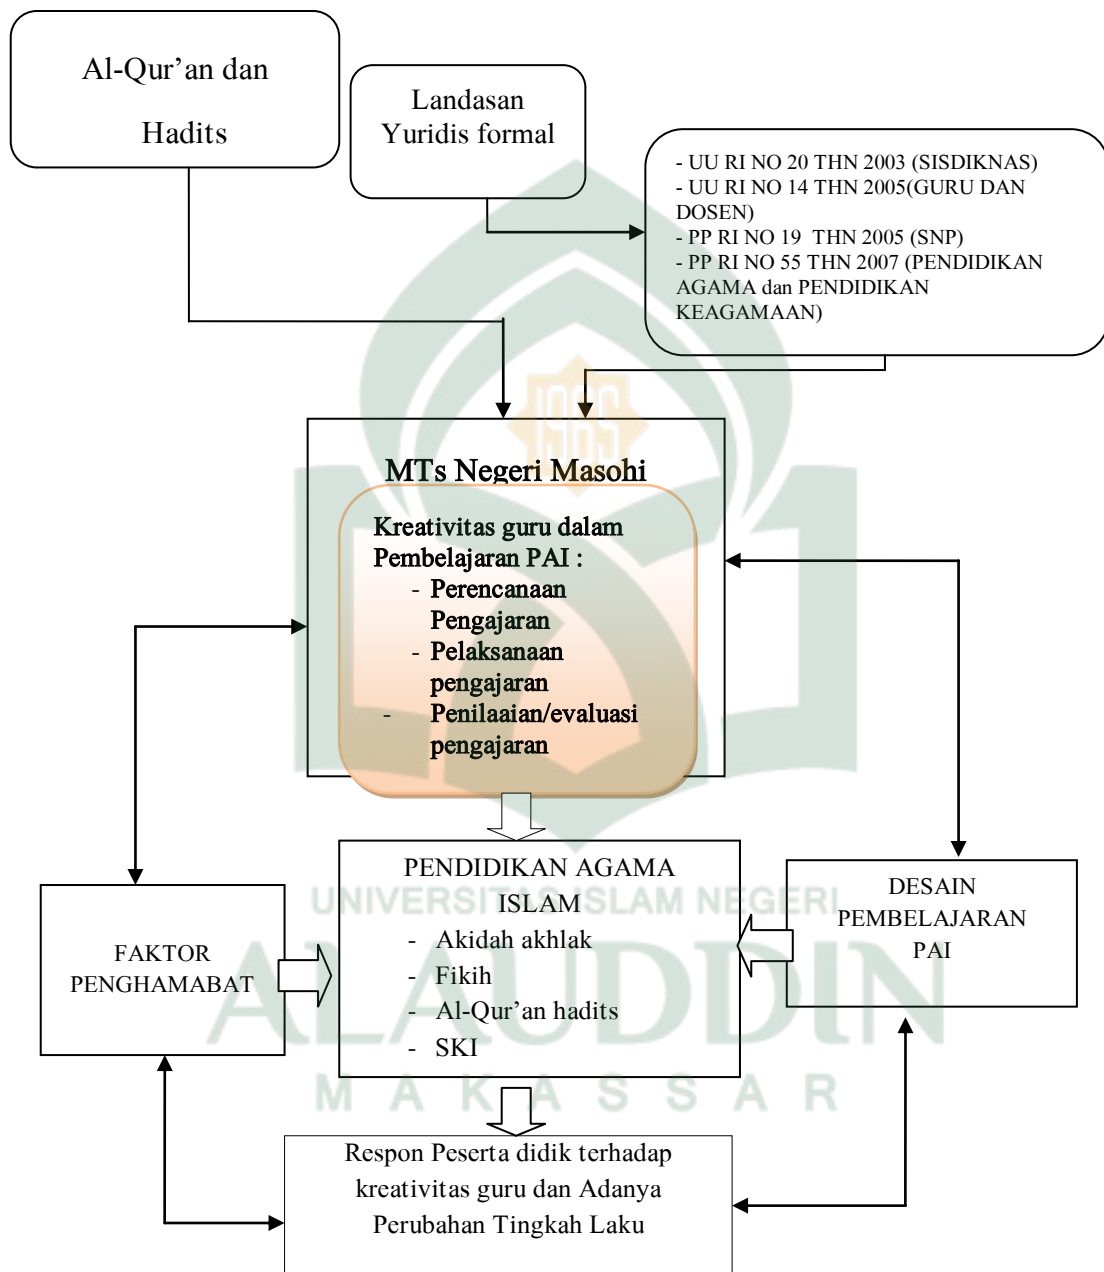 Al-Qur’an dan
Hadits
Landasan
Yuridis formal
- UU RI NO 20 THN 2003 (SISDIKNAS)
- UU RI NO 14 THN 2005(GURU DAN
DOSEN)
- PP RI NO 19 THN 2005 (SNP)
- PP RI NO 55 THN 2007 (PENDIDIKAN
AGAMA dan PENDIDIKAN
KEAGAMAAN)
MTs Negeri Masohi
Kreativitas guru dalam
Pembelajaran PAI :
- Perencanaan
Pengajaran
- Pelaksanaan
pengajaran
- Penilaaian/evaluasi
pengajaran
FAKTOR
PENGHAMABAT
PENDIDIKAN AGAMA
ISLAM
- Akidah akhlak
- Fikih
- Al-Qur’an hadits
- SKI
DESAIN
PEMBELAJARAN
PAI
Respon Peserta didik terhadap
kreativitas guru dan Adanya
Perubahan Tingkah Laku
UNIVERSITAS ISLAM NEGERI
ALAUDDIN
MAKASSAR